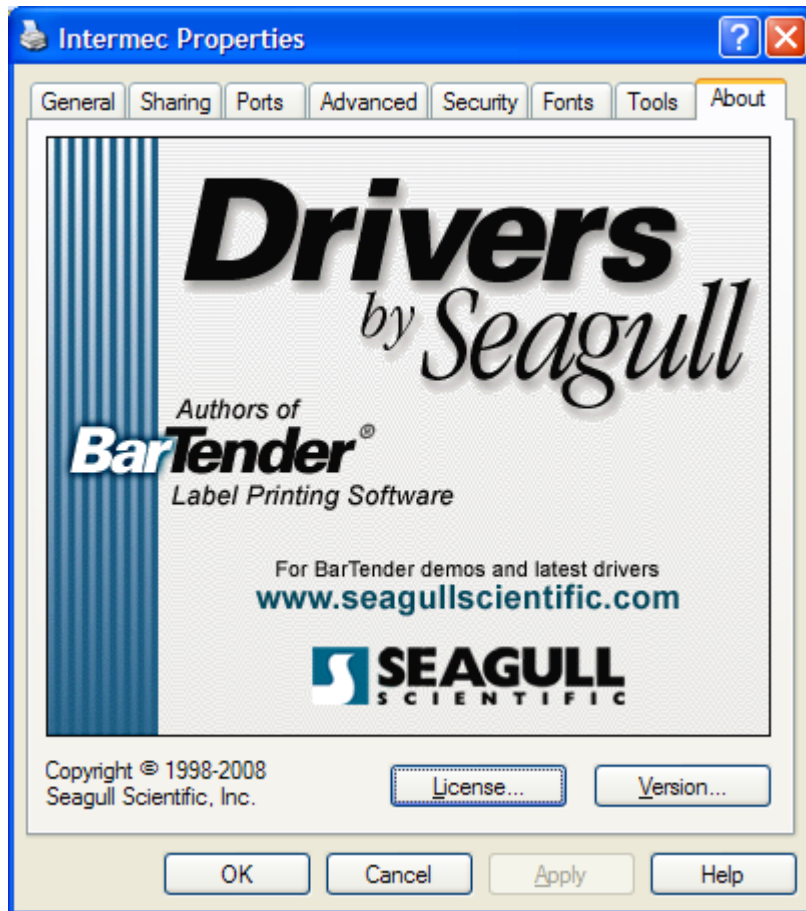 Intermec Properties
General Sharing Ports Advanced Security Fonts Tools About
Drivers
by Seagull
Authors of
BarTender®
Label Printing Software
For BarTender demos and latest drivers
www.seagullscientific.com
SEAGULL
SCIENTIFIC
Copyright © 1998-2008
Seagull Scientific, Inc.
License... Version...
OK Cancel Apply Help